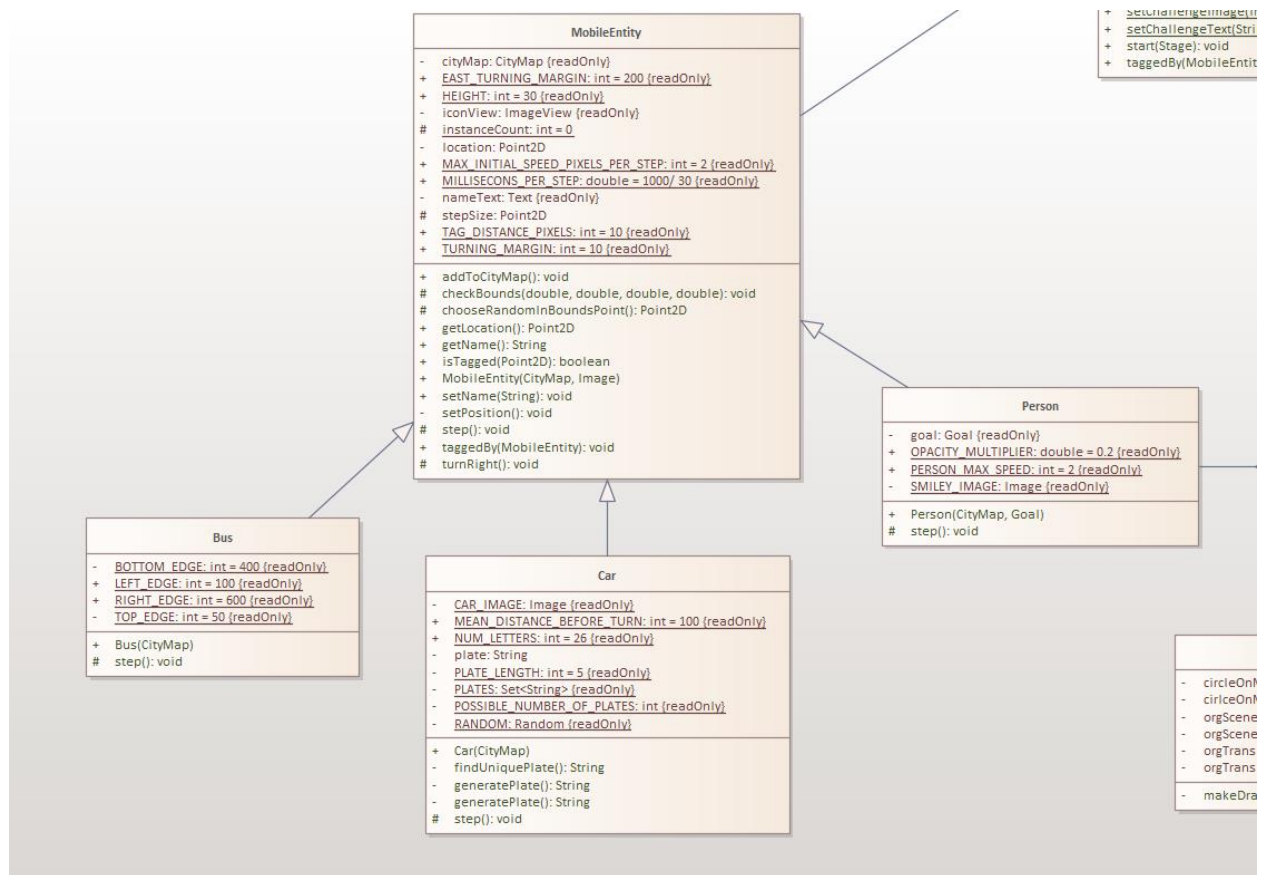 MobileEntity
- cityMap: CityMap {readOnly}
+ EAST_TURNING_MARGIN: int = 200 {readOnly}
+ HEIGHT: int = 30 {readOnly}
- iconView: ImageView {readOnly}
# instanceCount: int = 0
- location: Point2D
+ MAX_INITIAL_SPEED_PIXELS_PER_STEP: int = 2 {readOnly}
+ MILLISECONS_PER_STEP: double = 1000/ 30 {readOnly}
- nameText: Text {readOnly}
# stepSize: Point2D
+ TAG_DISTANCE_PIXELS: int = 10 {readOnly}
+ TURNING_MARGIN: int = 10 {readOnly}
+ addToCityMap(): void
# checkBounds(double, double, double, double): void
# chooseRandomInBoundsPoint(): Point2D
+ getLocation(): Point2D
+ getName(): String
+ isTagged(Point2D): boolean
+ MobileEntity(CityMap, Image)
+ setName(String): void
- setPosition(): void
# step(): void
+ taggedBy(MobileEntity): void
# turnRight(): void
+ setChallengeImage(I
+ setChallengeText(Stri
+ start(Stage): void
+ taggedBy(MobileEntit
Person
- goal: Goal {readOnly}
+ OPACITY_MULTIPLIER: double = 0.2 {readOnly}
+ PERSON_MAX_SPEED: int = 2 {readOnly}
- SMILEY_IMAGE: Image {readOnly}
+ Person(CityMap, Goal)
# step(): void
Bus
- BOTTOM_EDGE: int = 400 {readOnly}
+ LEFT_EDGE: int = 100 {readOnly}
+ RIGHT_EDGE: int = 600 {readOnly}
- TOP_EDGE: int = 50 {readOnly}
+ Bus(CityMap)
# step(): void
Car
- CAR_IMAGE: Image {readOnly}
+ MEAN_DISTANCE_BEFORE_TURN: int = 100 {readOnly}
+ NUM_LETTERS: int = 26 {readOnly}
- plate: String
- PLATE_LENGTH: int = 5 {readOnly}
- PLATES: Set<String> {readOnly}
- POSSIBLE_NUMBER_OF_PLATES: int {readOnly}
- RANDOM: Random {readOnly}
+ Car(CityMap)
- findUniquePlate(): String
- generatePlate(): String
- generatePlate(): String
# step(): void
- circleOnM
- cirlceOnM
- orgScene
- orgScene
- orgTrans
- orgTrans
- makeDra